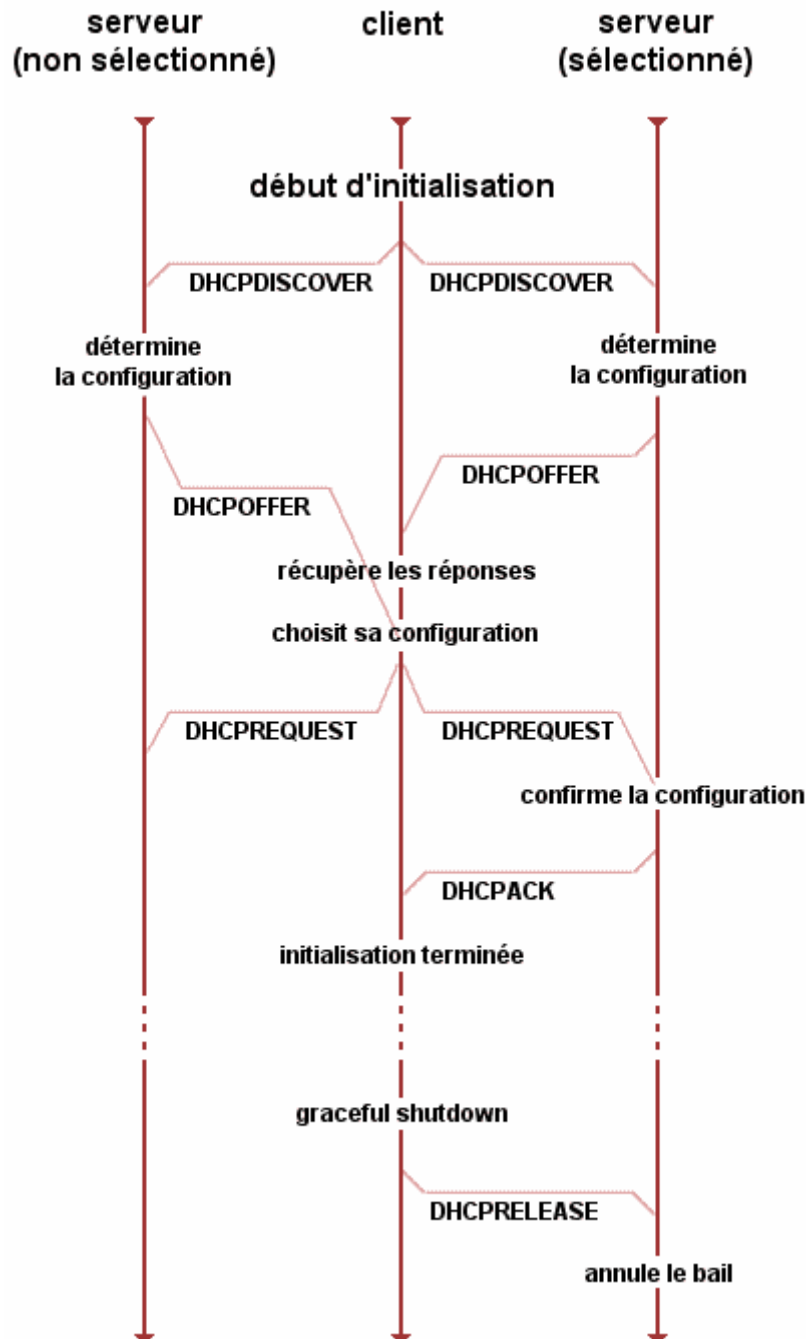 serveur
(non sélectionné)
client
serveur
(sélectionné)
début d'initialisation
DHCPDISCOVER
DHCPDISCOVER
détermine
la configuration
détermine
la configuration
DHCPOFFER
DHCPOFFER
récupère les réponses
choisit sa configuration
DHCPREQUEST
DHCPREQUEST
confirme la configuration
DHCPACK
initialisation terminée
graceful shutdown
DHCPRELEASE
annule le bail